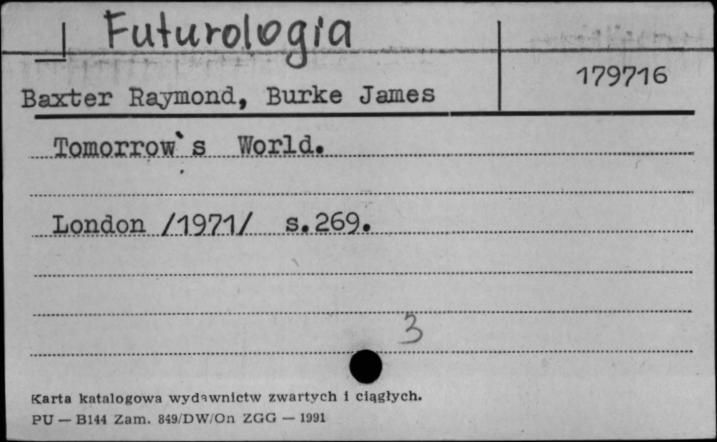 Futurologia
179716
Baxter Raymond, Burke James
Tomorrow`s World.
London /1971/ s.269.
3
Karta katalogowa wydawnictw zwartych i ciągłych.
PU — B144 Zam. 849/DW/On ZGG — 1991